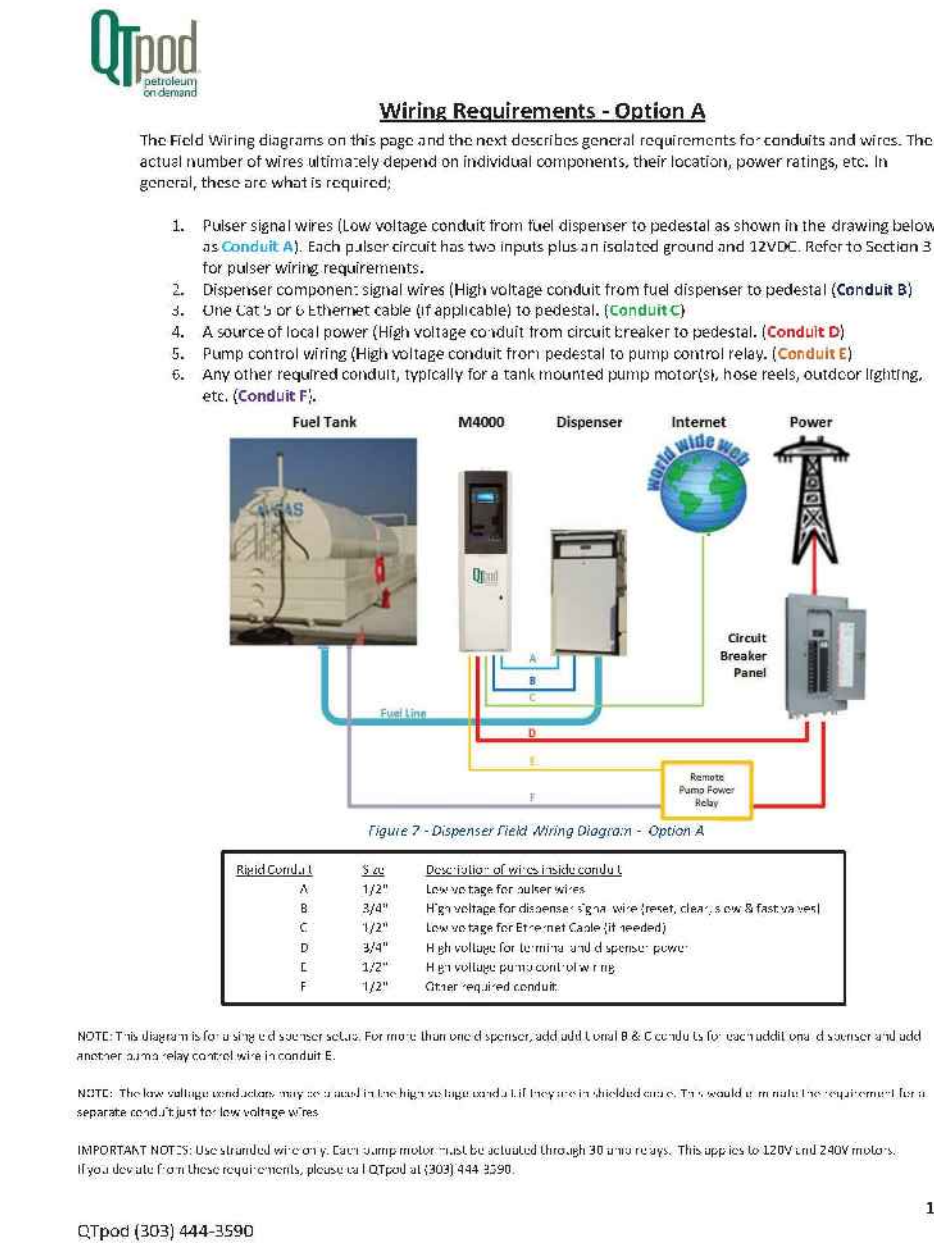 QTpod
petroleum
on demand
Wiring Requirements - Option A
The Field Wiring diagrams on this page and the next describes general requirements for conduits and wires. The
actual number of wires ultimately depend on individual components, their location, power ratings, etc. In
general, these are what is required;
1. Pulser signal wires (Low voltage conduit from fuel dispenser to pedestal as shown in the drawing below
as Conduit A). Each pulser circuit has two inputs plus an isolated ground and 12VDC. Refer to Section 3
for pulser wiring requirements.
2. Dispenser component signal wires (High voltage conduit from fuel dispenser to pedestal (Conduit B)
3. One Cat 5 or 6 Ethernet cable (if applicable) to pedestal. (Conduit C)
4. A source of local power (High voltage conduit from circuit breaker to pedestal. (Conduit D)
5. Pump control wiring (High voltage conduit from pedestal to pump control relay. (Conduit E)
6. Any other required conduit, typically for a tank mounted pump motor(s), hose reels, outdoor lighting,
etc. (Conduit F).
Fuel Tank M4000 Dispenser Internet Power
world wide web
QTpod
Circuit
Breaker
Panel
A
B
C
Fuel Line
D
E
F
Remote
Pump Power
Relay
Figure 7 - Dispenser Field Wiring Diagram - Option A
Rigid Conduit Size Description of wires inside conduit
A 1/2" Low voltage for pulser wires
B 3/4" High voltage for dispenser signal wire (reset, clear, slow & fast valves)
C 1/2" Low voltage for Ethernet Cable (if needed)
D 3/4" High voltage for terminal and dispenser power
E 1/2" High voltage pump control wiring
F 1/2" Other required conduit
NOTE: This diagram is for a single dispenser setup. For more than one dispenser, add additional B & C conduits for each additional dispenser and add
another pump relay control wire in conduit E.
NOTE: The low voltage conductors may be placed in the high voltage conduit if they are in shielded cable. This would eliminate the requirement for a
separate conduit just for low voltage wires
IMPORTANT NOTES: Use stranded wire only. Each pump motor must be actuated through 30 amp relays. This applies to 120V and 240V motors.
If you deviate from these requirements, please call QTpod at (303) 444-3590.
1
QTpod (303) 444-3590